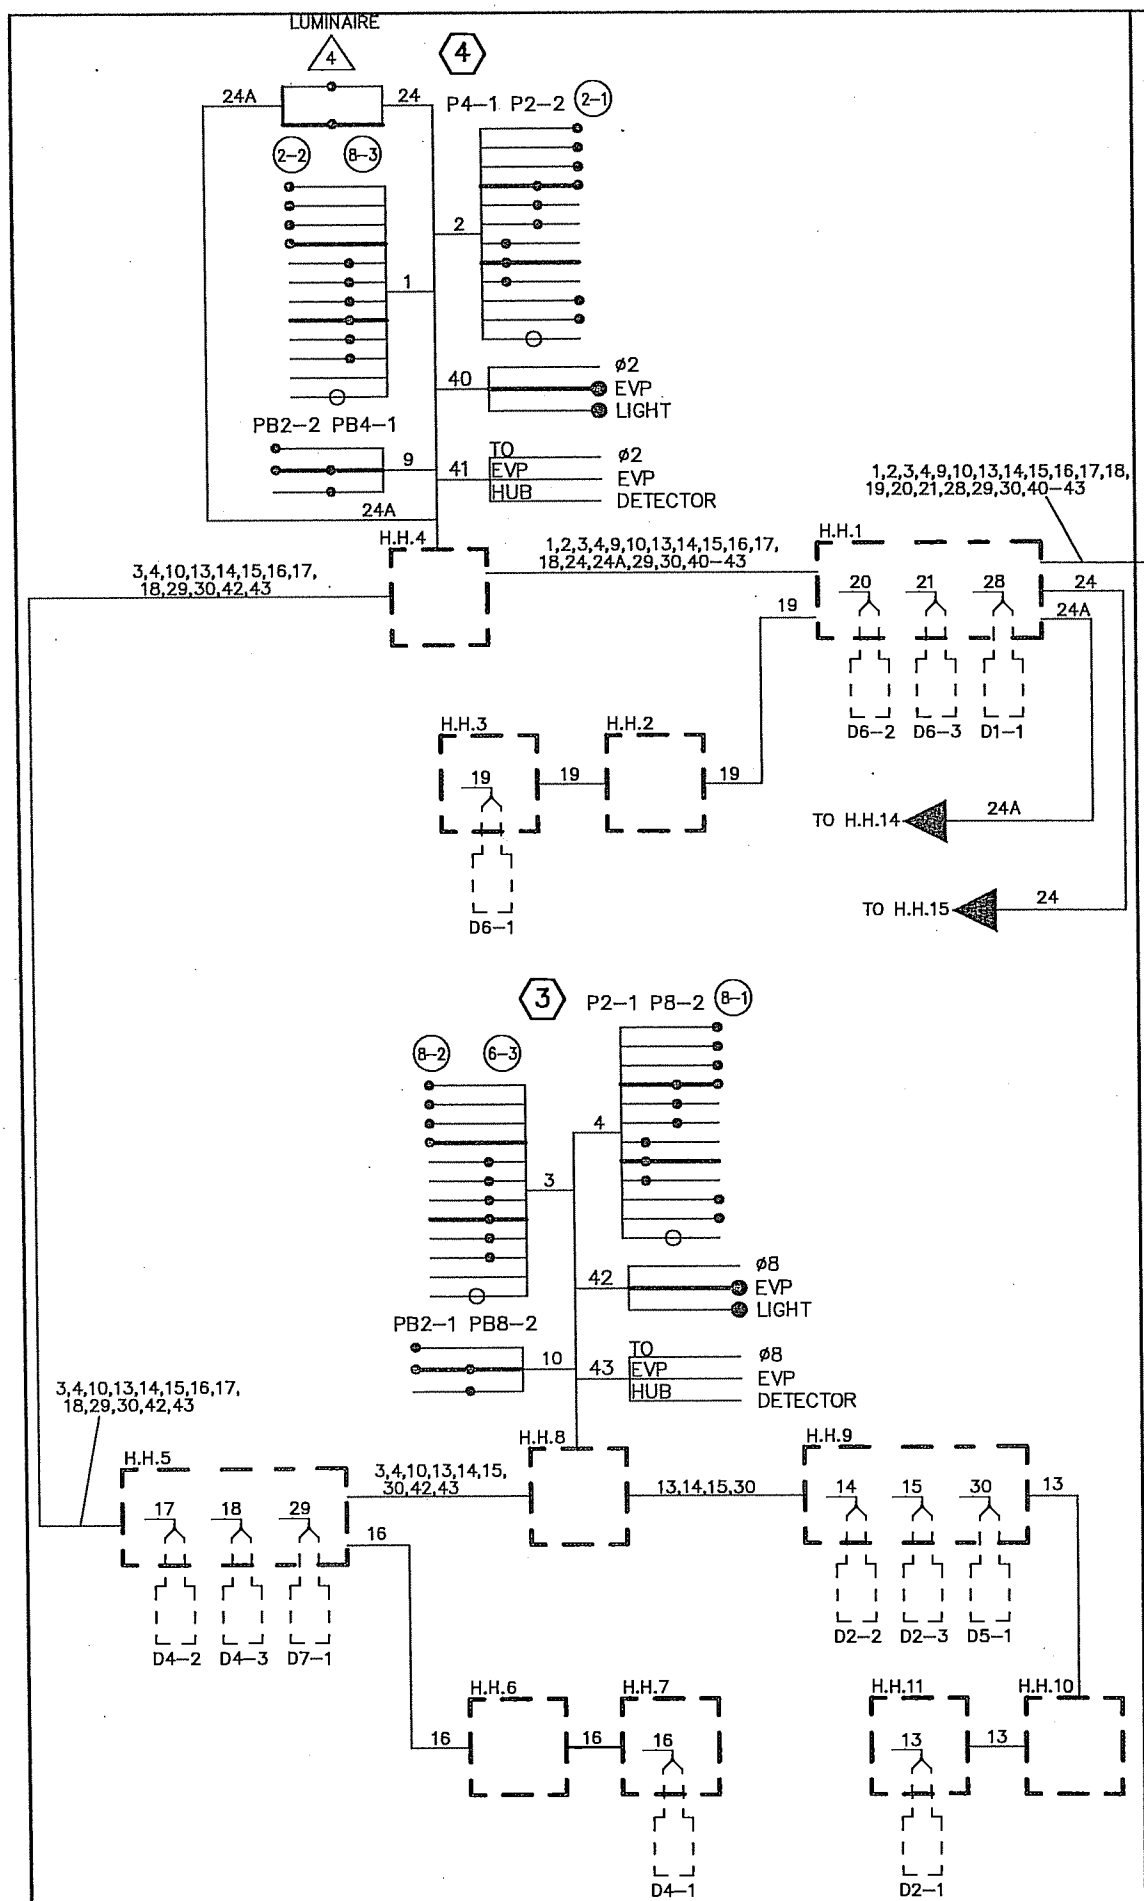 LUMINAIRE
4
4
24A
24
P4-1 P2-2 2-1
2-2
8-3
2
1
40
ø2
EVP
LIGHT
PB2-2 PB4-1
9
41
TO
EVP
HUB
ø2
EVP
DETECTOR
24A
1,2,3,4,9,10,13,14,15,16,17,18,
19,20,21,28,29,30,40-43
H.H.4
1,2,3,4,9,10,13,14,15,16,17,
18,24,24A,29,30,40-43
H.H.1
3,4,10,13,14,15,16,17,
18,29,30,42,43
20
21
28
24
24A
19
D6-2
D6-3
D1-1
H.H.3
H.H.2
19
19
19
D6-1
TO H.H.14
24A
TO H.H.15
24
3
P2-1 P8-2 8-1
8-2
6-3
4
3
42
ø8
EVP
LIGHT
PB2-1 PB8-2
10
43
TO
EVP
HUB
ø8
EVP
DETECTOR
3,4,10,13,14,15,16,17,
18,29,30,42,43
H.H.5
17
18
29
16
3,4,10,13,14,15,
30,42,43
H.H.8
13,14,15,30
H.H.9
14
15
30
13
D4-2
D4-3
D7-1
D2-2
D2-3
D5-1
H.H.6
H.H.7
H.H.11
H.H.10
16
16
16
13
13
D4-1
D2-1